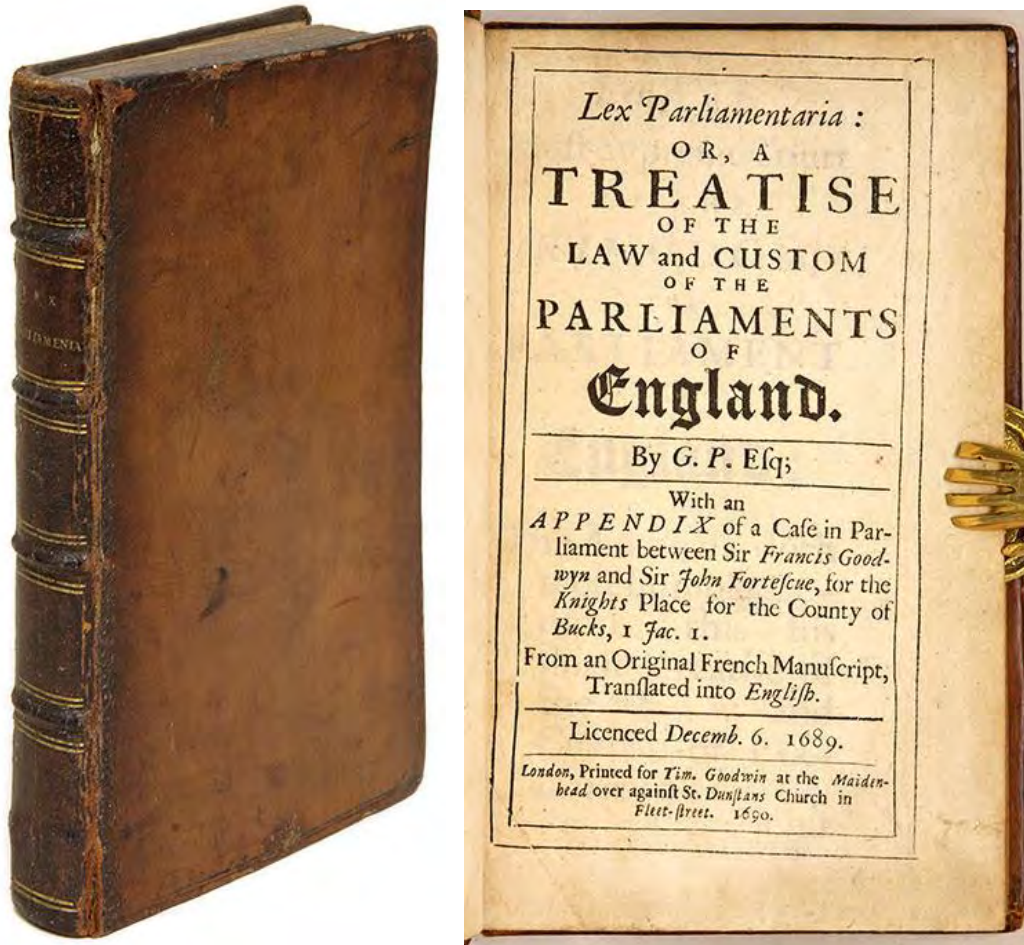 Lex Parliamentaria :
OR, A
TREATISE
OF THE
LAW and CUSTOM
OF THE
PARLIAMENTS
OF
England.
By G. P. Eſq;
With an
APPENDIX of a Caſe in Par-
liament between Sir Francis Good-
wyn and Sir John Forteſcue, for the
Knights Place for the County of
Bucks, 1 Jac. 1.
From an Original French Manuſcript,
Tranſlated into Engliſh.
Licenced Decemb. 6. 1689.
London, Printed for Tim. Goodwin at the Maiden-
head over againſt St. Dunſtans Church in
Fleet-ſtreet. 1690.